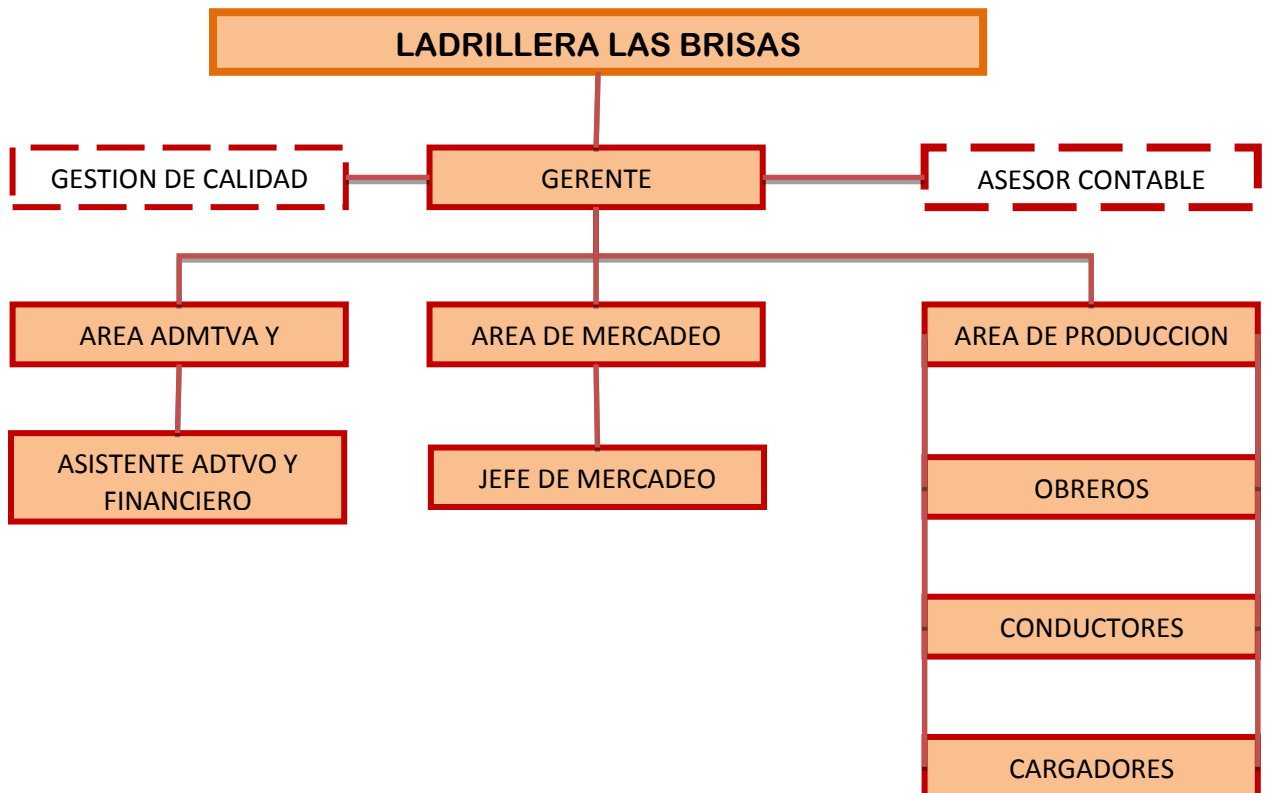 LADRILLERA LAS BRISAS
GESTION DE CALIDAD
GERENTE
ASESOR CONTABLE
AREA ADMTVA Y
AREA DE MERCADEO
AREA DE PRODUCCION
ASISTENTE ADTVO Y
FINANCIERO
JEFE DE MERCADEO
OBREROS
CONDUCTORES
CARGADORES